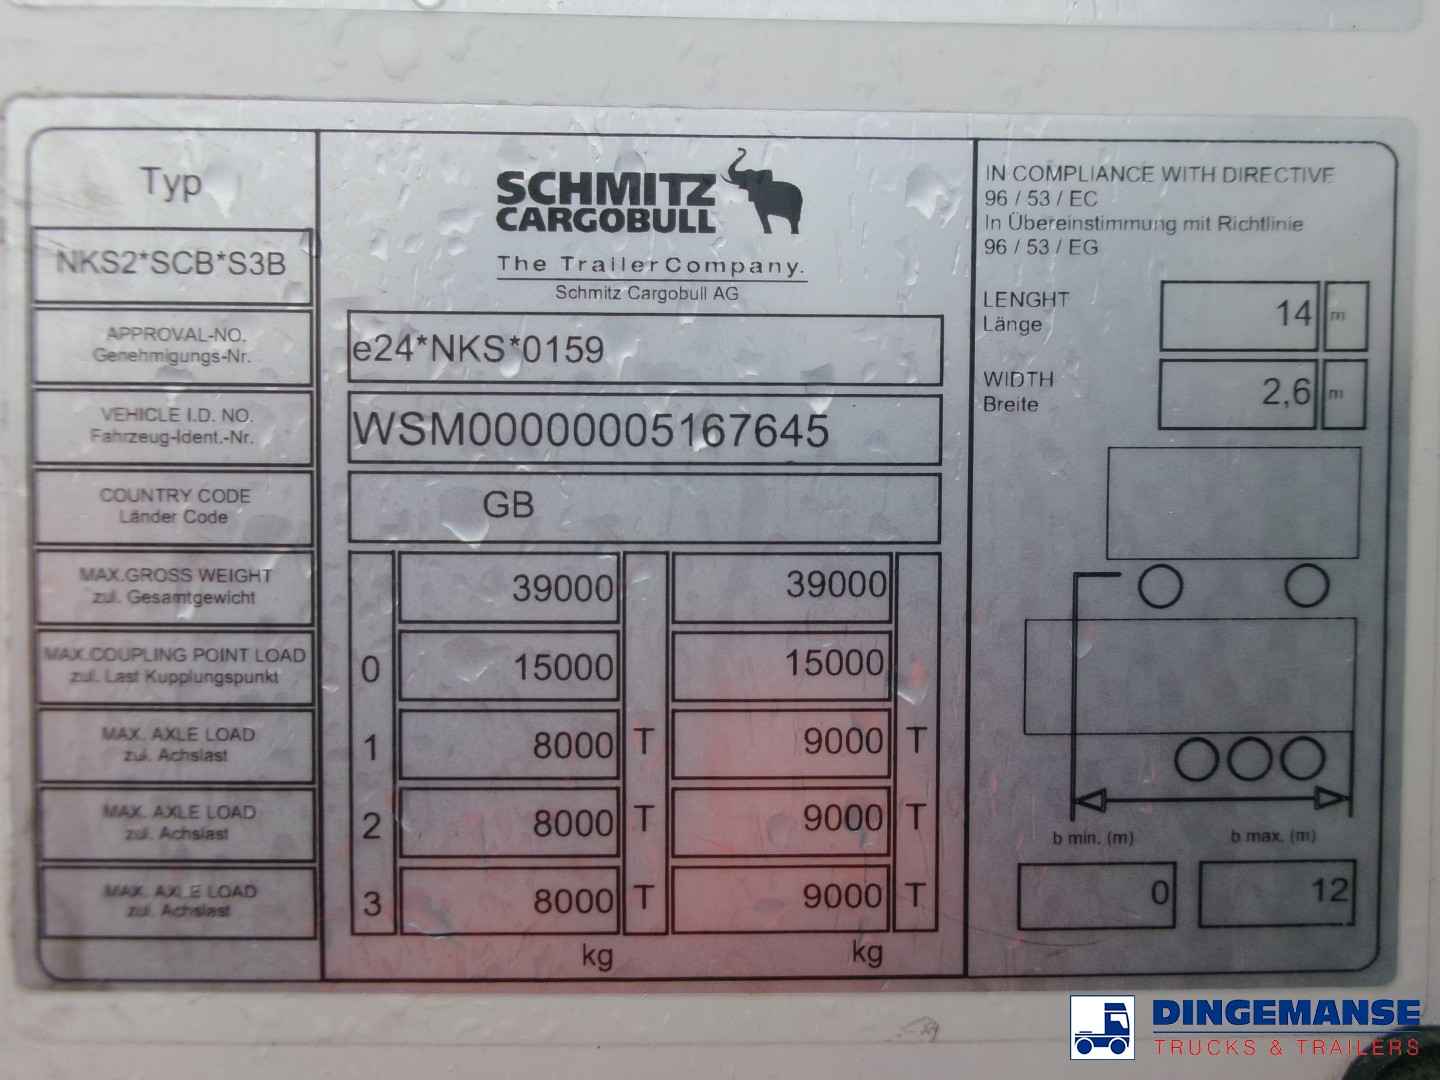 Typ
NKS2*SCB*S3B
SCHMITZ
CARGOBULL
The Trailer Company.
Schmitz Cargobull AG
APPROVAL-NO.
Genehmigungs-Nr.
e24*NKS*0159
VEHICLE I.D. NO.
Fahrzeug-Ident.-Nr.
WSM00000005167645
COUNTRY CODE
Länder Code
GB
MAX.GROSS WEIGHT
zul. Gesamtgewicht
39000 39000
MAX.COUPLING POINT LOAD
zul. Last Kupplungspunkt
0 15000 15000
MAX. AXLE LOAD
zul. Achslast
1 8000 T 9000 T
MAX. AXLE LOAD
zul. Achslast
2 8000 T 9000 T
MAX. AXLE LOAD
zul. Achslast
3 8000 T 9000 T
kg kg
IN COMPLIANCE WITH DIRECTIVE
96 / 53 / EC
In Übereinstimmung mit Richtlinie
96 / 53 / EG
LENGHT
Länge
14 m
WIDTH
Breite
2,6 m
b min. (m) b max. (m)
0 12
DINGEMANSE
TRUCKS & TRAILERS